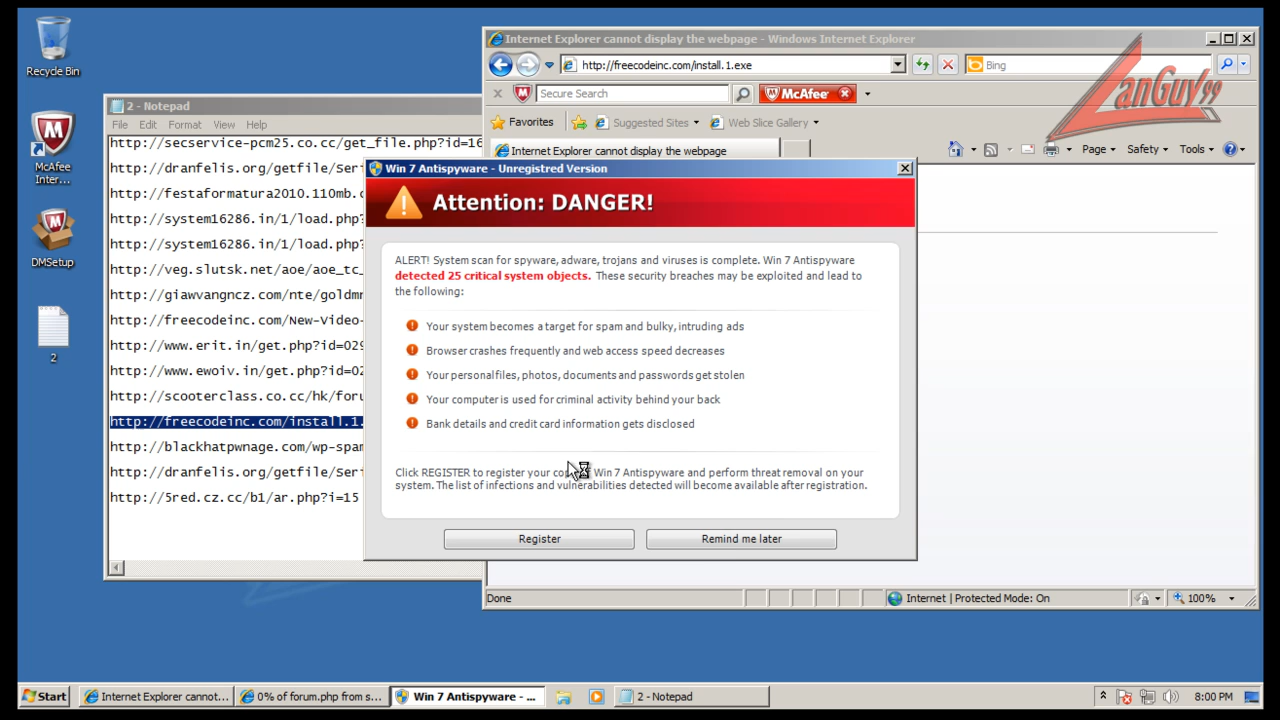 Recycle Bin
McAfee
Inter...
DMSetup
2
2 - Notepad
File Edit Format View Help
http://secservice-pcm25.co.cc/get_file.php?id=16
http://dranfelis.org/getfile/Ser
http://festaformatura2010.110mb.c
http://system16286.in/1/load.php?
http://system16286.in/1/load.php?
http://veg.slutsk.net/aoe/aoe_tc_
http://giawvangncz.com/nte/goldmr
http://freecodeinc.com/New-Video-
http://www.erit.in/get.php?id=029
http://www.ewoiv.in/get.php?id=02
http://scooterclass.co.cc/hk/foru
http://freecodeinc.com/install.1.
http://blackhatpwnage.com/wp-spam
http://dranfelis.org/getfile/Ser
http://5red.cz.cc/b1/ar.php?i=15
Internet Explorer cannot display the webpage - Windows Internet Explorer
http://freecodeinc.com/install.1.exe
Bing
Secure Search
McAfee
Favorites Suggested Sites Web Slice Gallery
Internet Explorer cannot display the webpage
Page Safety Tools
LanGuy99
Win 7 Antispyware - Unregistred Version
Attention: DANGER!
ALERT! System scan for spyware, adware, trojans and viruses is complete. Win 7 Antispyware
detected 25 critical system objects. These security breaches may be exploited and lead to
the following:
Your system becomes a target for spam and bulky, intruding ads
Browser crashes frequently and web access speed decreases
Your personal files, photos, documents and passwords get stolen
Your computer is used for criminal activity behind your back
Bank details and credit card information gets disclosed
Click REGISTER to register your Win 7 Antispyware and perform threat removal on your
system. The list of infections and vulnerabilities detected will become available after registration.
Register
Remind me later
Done
Internet | Protected Mode: On
100%
Start
Internet Explorer cannot...
0% of forum.php from s...
Win 7 Antispyware - ...
2 - Notepad
8:00 PM